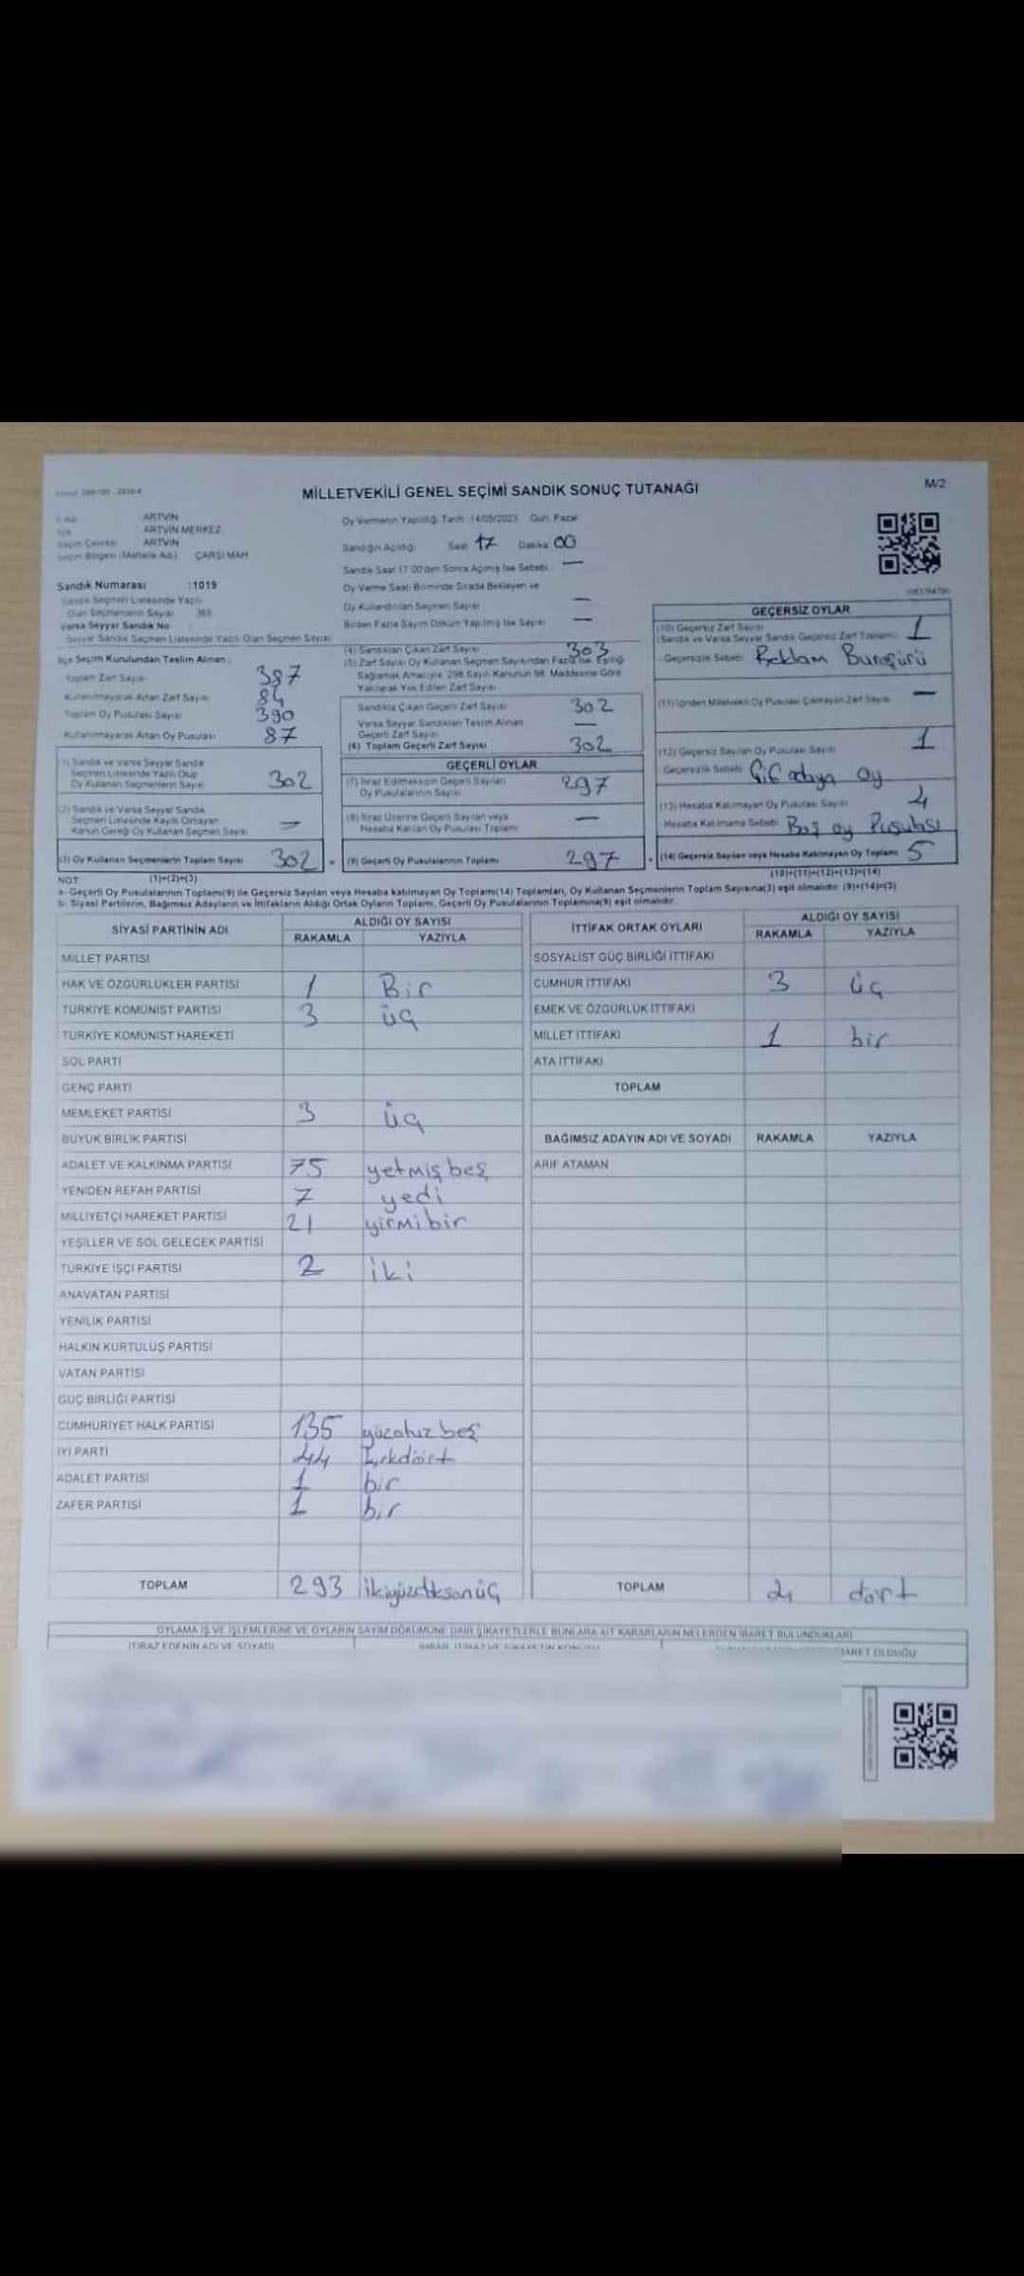 MİLLETVEKİLİ GENEL SEÇİMİ SANDIK SONUÇ TUTANAĞI
M/2
ARTVİN
ARTVİN MERKEZ
ARTVİN
Seçim Bölgesi (Mahalle Adı) ÇARŞI MAH
Oy Vermenin Yapıldığı Tarih :14/05/2023 Gün: Pazar
Sandığın Açıldığı Saat 17 Dakika 00
Sandık Saat 17:00'den Sonra Açılmış İse Sebebi —
Sandık Numarası :1019
Sandık Seçmen Listesinde Yazılı
Olan Seçmenlerin Sayısı
Varsa Seyyar Sandık No
Seyyar Sandık Seçmen Listesinde Yazılı Olan Seçmen Sayısı
Oy Verme Saati Bitiminde Sırada Bekleyen ve
Oy Kullandırılan Seçmen Sayısı —
Birden Fazla Sayım Döküm Yapılmış İse Sayısı —
İlçe Seçim Kurulundan Teslim Alınan
Toplam Zarf Sayısı 387
Kullanılmayarak Artan Zarf Sayısı 84
Toplam Oy Pusulası Sayısı 390
Kullanılmayarak Artan Oy Pusulası 87
(1) Sandık ve Varsa Seyyar Sandık
Seçmen Listesinde Yazılı Olup
Oy Kullanan Seçmenlerin Sayısı 302
(2) Sandık ve Varsa Seyyar Sandık
Seçmen Listesinde Kayıtlı Olmayan
Kanun Gereği Oy Kullanan Seçmen Sayısı —
(3) Oy Kullanan Seçmenlerin Toplam Sayısı 302
(4) Sandıktan Çıkan Zarf Sayısı 303
(5) Zarf Sayısı Oy Kullanan Seçmen Sayısından Fazla İse, Eşitliği
Sağlamak Amacıyla, 298 Sayılı Kanunun 98. Maddesine Göre
Yakılarak Yok Edilen Zarf Sayısı
Sandıkta Çıkan Geçerli Zarf Sayısı 302
Varsa Seyyar Sandıktan Teslim Alınan
Geçerli Zarf Sayısı —
(6) Toplam Geçerli Zarf Sayısı 302
GEÇERLİ OYLAR
(7) İtiraz Edilmeksizin Geçerli Sayılan
Oy Pusulalarının Sayısı 297
(8) İtiraz Üzerine Geçerli Sayılan veya
Hesaba Katılan Oy Pusulası Toplamı —
(9) Geçerli Oy Pusulalarının Toplamı 297
GEÇERSİZ OYLAR
(10) Geçersiz Zarf Sayısı
(Sandık ve Varsa Seyyar Sandık Geçersiz Zarf Toplamı) 1
Geçersizlik Sebebi Reklam
(11) İçinden Milletvekili Oy Pusulası Çıkmayan Zarf Sayısı —
(12) Geçersiz Sayılan Oy Pusulası Sayısı 1
Geçersizlik Sebebi oy
(13) Hesaba Katılmayan Oy Pusulası Sayısı 4
Hesaba Katılmama Sebebi Boş oy Pusulası
(14) Geçersiz Sayılan veya Hesaba Katılmayan Oy Toplamı 5
NOT: (1)+(2)=(3)
(10)+(11)+(12)+(13)=(14)
a- Geçerli Oy Pusulalarının Toplamı(9) ile Geçersiz Sayılan veya Hesaba katılmayan Oy Toplamı(14) Toplamları, Oy Kullanan Seçmenlerin Toplam Sayısına(3) eşit olmalıdır. (9)+(14)=(3)
b- Siyasi Partilerin, Bağımsız Adayların ve İttifakların Aldığı Ortak Oyların Toplamı, Geçerli Oy Pusulalarının Toplamına(9) eşit olmalıdır.
SİYASİ PARTİNİN ADI ALDIĞI OY SAYISI
RAKAMLA YAZIYLA
MİLLET PARTİSİ
HAK VE ÖZGÜRLÜKLER PARTİSİ 1 Bir
TÜRKİYE KOMÜNİST PARTİSİ 3 üç
TÜRKİYE KOMÜNİST HAREKETİ
SOL PARTİ
GENÇ PARTİ
MEMLEKET PARTİSİ 3 üç
BÜYÜK BİRLİK PARTİSİ
ADALET VE KALKINMA PARTİSİ 75 yetmiş beş
YENİDEN REFAH PARTİSİ 7 yedi
MİLLİYETÇİ HAREKET PARTİSİ 21 yirmi bir
YEŞİLLER VE SOL GELECEK PARTİSİ
TÜRKİYE İŞÇİ PARTİSİ 2 iki
ANAVATAN PARTİSİ
YENİLİK PARTİSİ
HALKIN KURTULUŞ PARTİSİ
VATAN PARTİSİ
GÜÇ BİRLİĞİ PARTİSİ
CUMHURİYET HALK PARTİSİ 135 yüzotuz beş
İYİ PARTİ 44 kırkdört
ADALET PARTİSİ 1 bir
ZAFER PARTİSİ 1 bir
TOPLAM 293 ikiyüzdoksanüç
İTTİFAK ORTAK OYLARI ALDIĞI OY SAYISI
RAKAMLA YAZIYLA
SOSYALİST GÜÇ BİRLİĞİ İTTİFAKI
CUMHUR İTTİFAKI 3 üç
EMEK VE ÖZGÜRLÜK İTTİFAKI
MİLLET İTTİFAKI 1 bir
ATA İTTİFAKI
TOPLAM
BAĞIMSIZ ADAYIN ADI VE SOYADI RAKAMLA YAZIYLA
ARİF ATAMAN
TOPLAM 4 dört
OYLAMA İŞ VE İŞLEMLERİNE VE OYLARIN SAYIM DÖKÜMÜNE DAİR ŞİKAYETLERLE BUNLARA AİT KARARLARIN NELERDEN İBARET BULUNDUKLARI
İTİRAZ EDENİN ADI VE SOYADI